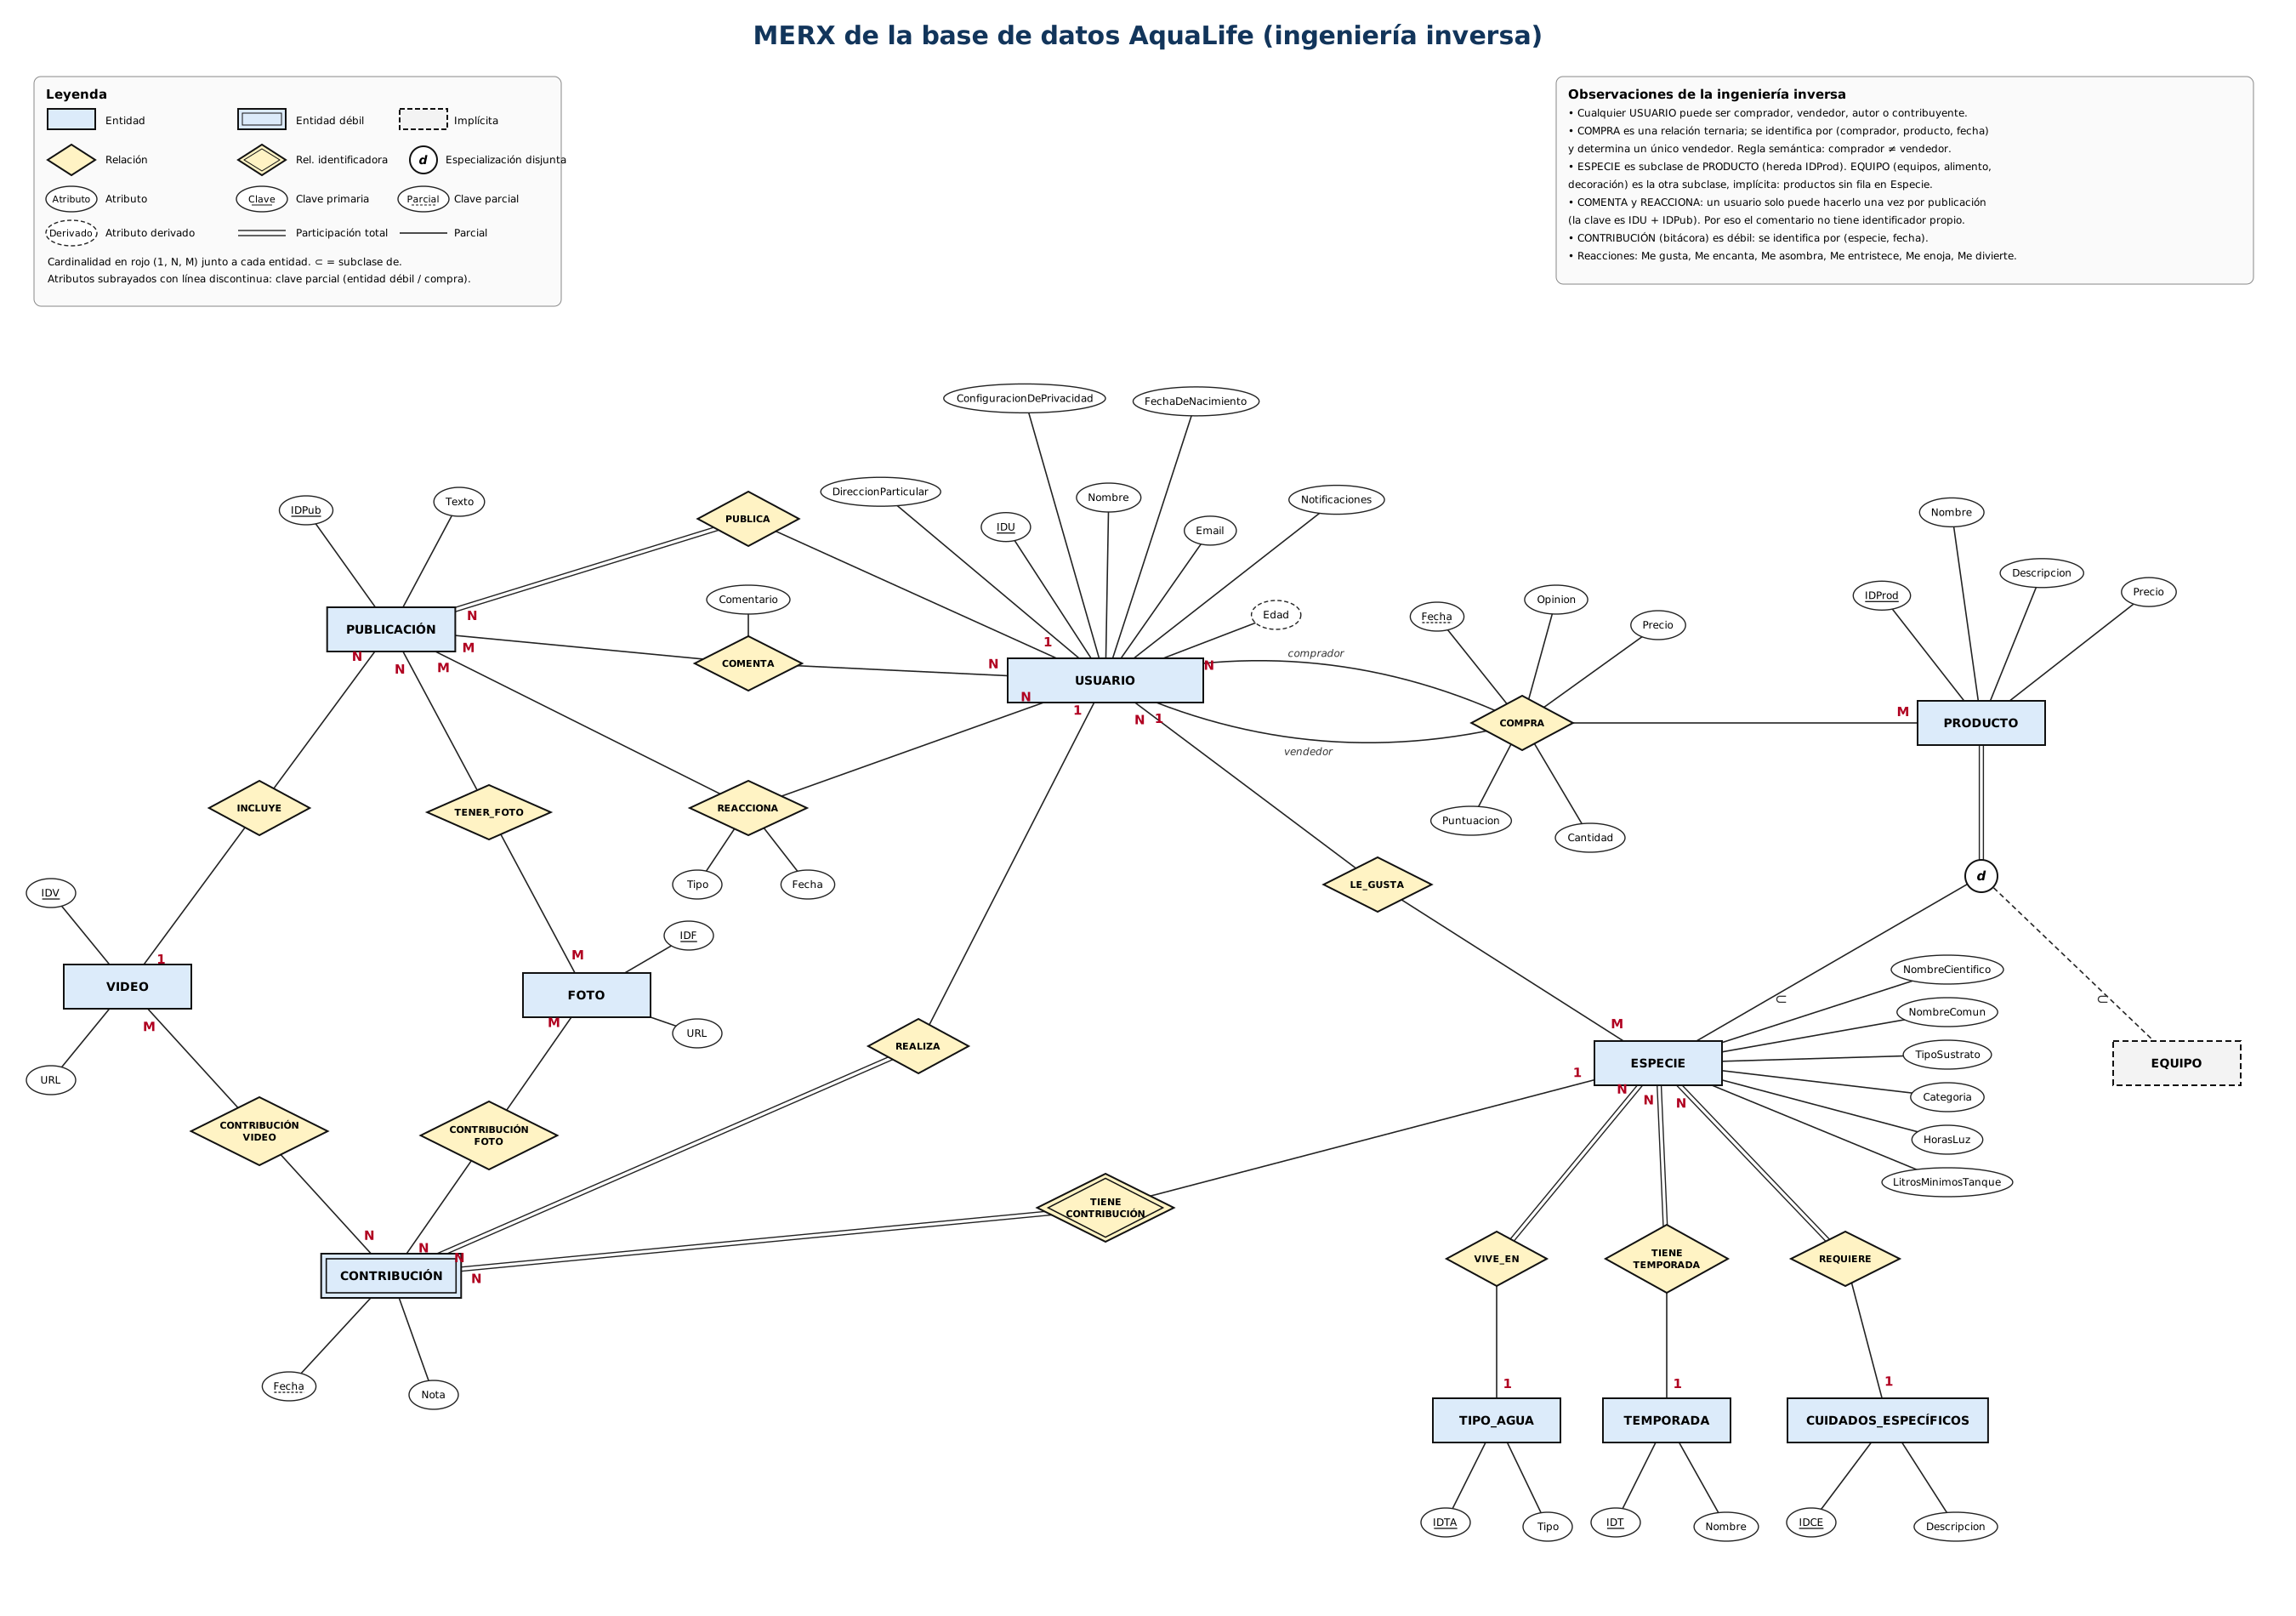 MERX de la base de datos AquaLife (ingeniería inversa)
Leyenda
Entidad
Entidad débil
Implícita
Relación
Rel. identificadora
d
Especialización disjunta
Atributo
Atributo
Clave
Clave primaria
Parcial
Clave parcial
Derivado
Atributo derivado
Participación total
Parcial
Cardinalidad en rojo (1, N, M) junto a cada entidad. ⊂ = subclase de.
Atributos subrayados con línea discontinua: clave parcial (entidad débil / compra).
Observaciones de la ingeniería inversa
• Cualquier USUARIO puede ser comprador, vendedor, autor o contribuyente.
• COMPRA es una relación ternaria; se identifica por (comprador, producto, fecha)
y determina un único vendedor. Regla semántica: comprador ≠ vendedor.
• ESPECIE es subclase de PRODUCTO (hereda IDProd). EQUIPO (equipos, alimento,
decoración) es la otra subclase, implícita: productos sin fila en Especie.
• COMENTA y REACCIONA: un usuario solo puede hacerlo una vez por publicación
(la clave es IDU + IDPub). Por eso el comentario no tiene identificador propio.
• CONTRIBUCIÓN (bitácora) es débil: se identifica por (especie, fecha).
• Reacciones: Me gusta, Me encanta, Me asombra, Me entristece, Me enoja, Me divierte.
ConfiguracionDePrivacidad
FechaDeNacimiento
DireccionParticular
Nombre
Notificaciones
IDU
Email
Edad
IDPub
Texto
PUBLICA
Comentario
PUBLICACIÓN
N
M
N
N
M
COMENTA
1
N
USUARIO
N
N
1
N
1
comprador
vendedor
Fecha
Opinion
Precio
COMPRA
Puntuacion
Cantidad
M
PRODUCTO
Nombre
IDProd
Descripcion
Precio
INCLUYE
TENER_FOTO
REACCIONA
Tipo
Fecha
LE_GUSTA
d
⊂
⊂
IDV
1
VIDEO
M
URL
IDF
M
FOTO
M
URL
REALIZA
NombreCientifico
NombreComun
TipoSustrato
Categoria
HorasLuz
LitrosMinimosTanque
M
1
ESPECIE
N
N
N
EQUIPO
CONTRIBUCIÓN
VIDEO
CONTRIBUCIÓN
FOTO
TIENE
CONTRIBUCIÓN
N
N
N
N
CONTRIBUCIÓN
Fecha
Nota
VIVE_EN
TIENE
TEMPORADA
REQUIERE
1
1
1
TIPO_AGUA
TEMPORADA
CUIDADOS_ESPECÍFICOS
IDTA
Tipo
IDT
Nombre
IDCE
Descripcion